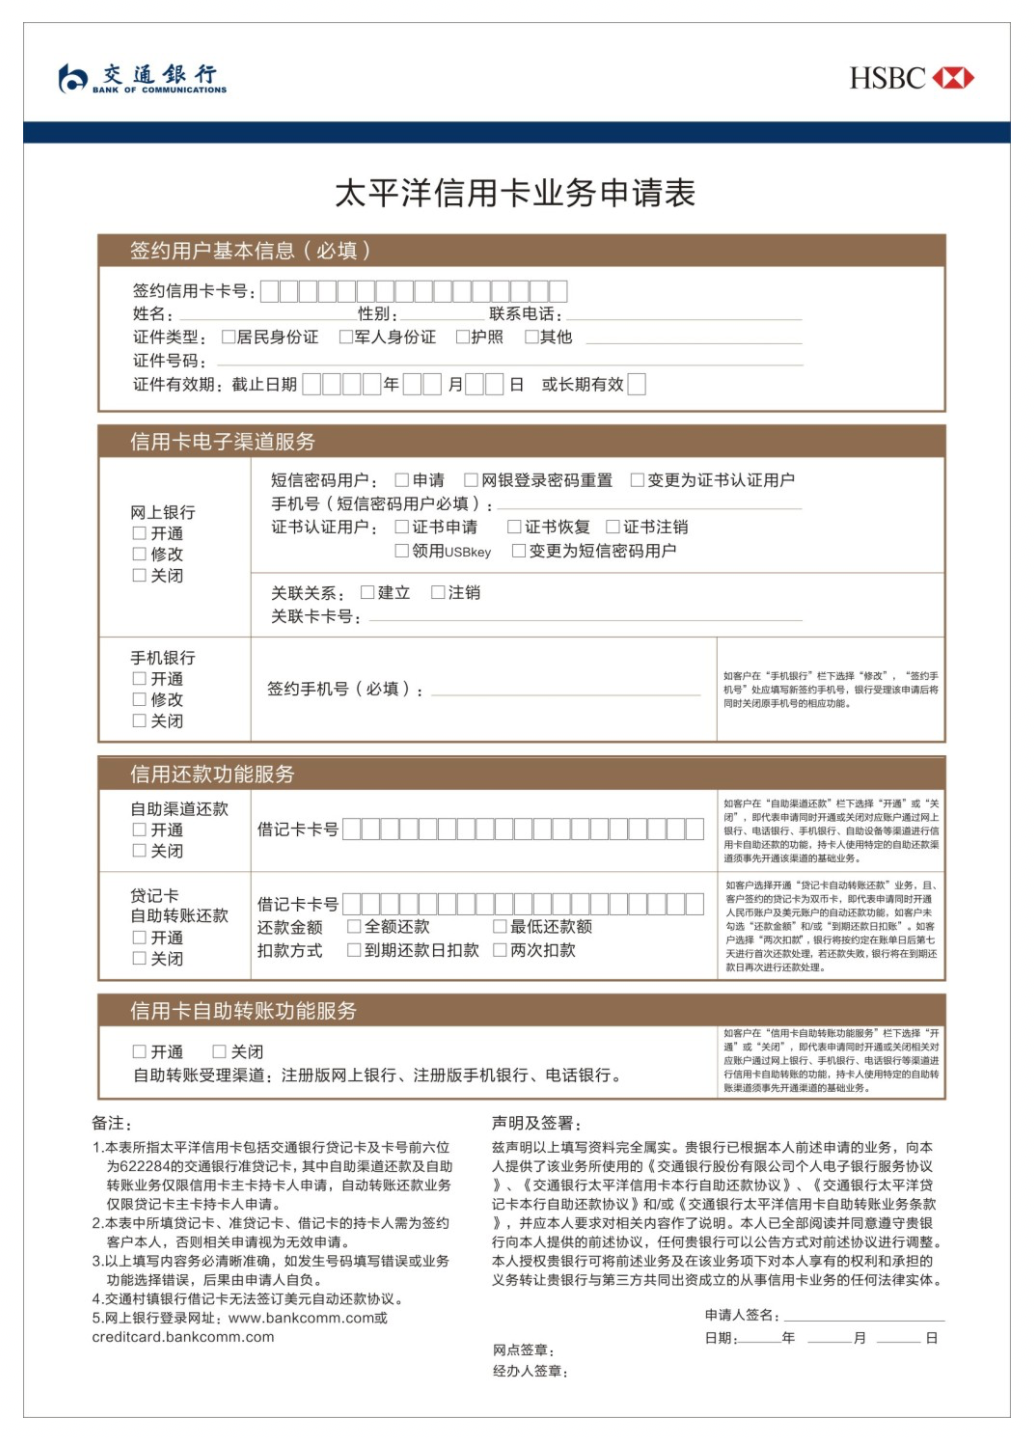 交通銀行
BANK OF COMMUNICATIONS
HSBC
太平洋信用卡业务申请表
签约用户基本信息（必填）
签约信用卡卡号：
姓名： 性别： 联系电话：
证件类型： 居民身份证 军人身份证 护照 其他
证件号码：
证件有效期：截止日期 年 月 日 或长期有效
信用卡电子渠道服务
网上银行
开通
修改
关闭
短信密码用户： 申请 网银登录密码重置 变更为证书认证用户
手机号（短信密码用户必填）：
证书认证用户： 证书申请 证书恢复 证书注销
领用USBkey 变更为短信密码用户
关联关系： 建立 注销
关联卡卡号：
手机银行
开通
修改
关闭
签约手机号（必填）：
如客户在“手机银行”栏下选择“修改”，“签约手
机号”处应填写新签约手机号，银行受理该申请后将
同时关闭原手机号的相应功能。
信用还款功能服务
自助渠道还款
开通
关闭
借记卡卡号
如客户在“自助渠道还款”栏下选择“开通”或“关
闭”，即代表申请同时开通或关闭对应账户通过网上
银行、电话银行、手机银行、自助设备等渠道进行信
用卡自助还款的功能，持卡人使用特定的自助还款渠
道须事先开通该渠道的基础业务。
贷记卡
自助转账还款
开通
关闭
借记卡卡号
还款金额 全额还款 最低还款额
扣款方式 到期还款日扣款 两次扣款
如客户选择开通“贷记卡自动转账还款”业务，且、
客户签约的贷记卡为双币卡，即代表申请同时开通
人民币账户及美元账户的自动还款功能，如客户未
勾选“还款金额”和/或“到期还款日扣账”。如客
户选择“两次扣款”，银行将按约定在账单日后第七
天进行首次还款处理，若还款失败，银行将在到期还
款日再次进行还款处理。
信用卡自助转账功能服务
开通 关闭
自助转账受理渠道：注册版网上银行、注册版手机银行、电话银行。
如客户在“信用卡自助转账功能服务”栏下选择“开
通”或“关闭”，即代表申请同时开通或关闭相关对
应账户通过网上银行、手机银行、电话银行等渠道进
行信用卡自助转账的功能，持卡人使用特定的自助转
账渠道须事先开通渠道的基础业务。
备注：
1.本表所指太平洋信用卡包括交通银行贷记卡及卡号前六位
为622284的交通银行准贷记卡，其中自助渠道还款及自助
转账业务仅限信用卡主卡持卡人申请，自动转账还款业务
仅限贷记卡主卡持卡人申请。
2.本表中所填贷记卡、准贷记卡、借记卡的持卡人需为签约
客户本人，否则相关申请视为无效申请。
3.以上填写内容务必清晰准确，如发生号码填写错误或业务
功能选择错误，后果由申请人自负。
4.交通村镇银行借记卡无法签订美元自动还款协议。
5.网上银行登录网址：www.bankcomm.com或
creditcard.bankcomm.com
声明及签署：
兹声明以上填写资料完全属实。贵银行已根据本人前述申请的业务，向本
人提供了该业务所使用的《交通银行股份有限公司个人电子银行服务协议
》、《交通银行太平洋信用卡本行自助还款协议》、《交通银行太平洋贷
记卡本行自助还款协议》和/或《交通银行太平洋信用卡自助转账业务条款
》，并应本人要求对相关内容作了说明。本人已全部阅读并同意遵守贵银
行向本人提供的前述协议，任何贵银行可以公告方式对前述协议进行调整。
本人授权贵银行可将前述业务及在该业务项下对本人享有的权利和承担的
义务转让贵银行与第三方共同出资成立的从事信用卡业务的任何法律实体。
申请人签名：
日期： 年 月 日
网点签章：
经办人签章：